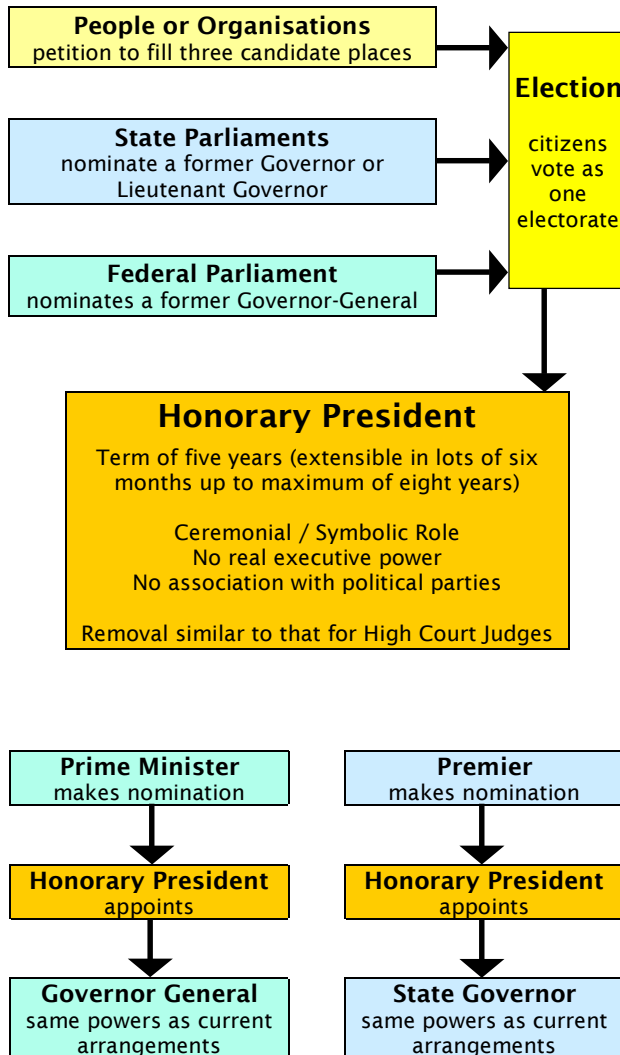 People or Organisations
petition to fill three candidate places
Election
citizens
vote as
one
electorate
State Parliaments
nominate a former Governor or
Lieutenant Governor
Federal Parliament
nominates a former Governor-General
Honorary President
Term of five years (extensible in lots of six
months up to maximum of eight years)
Ceremonial / Symbolic Role
No real executive power
No association with political parties
Removal similar to that for High Court Judges
Prime Minister
makes nomination
Honorary President
appoints
Governor General
same powers as current
arrangements
Premier
makes nomination
Honorary President
appoints
State Governor
same powers as current
arrangements